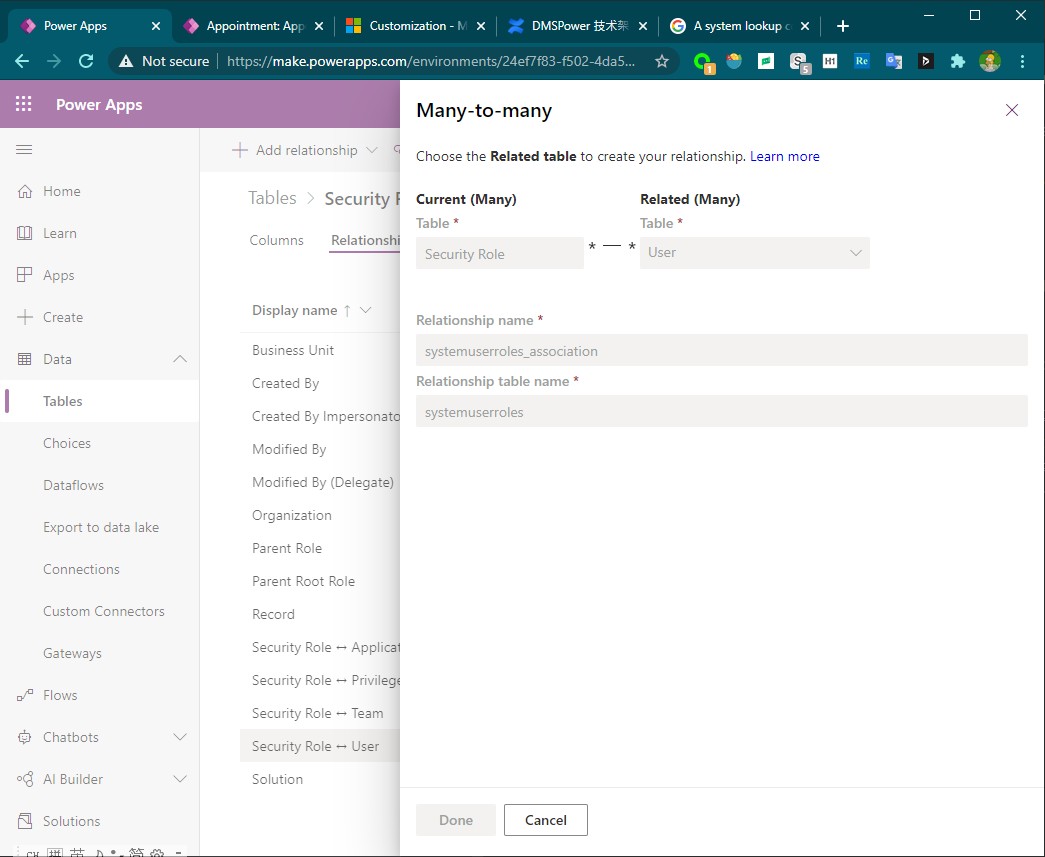 Power Apps
Appointment: App
Customization - M
DMSPower 技术架
A system lookup c
Not secure
https://make.powerapps.com/environments/24ef7f83-f502-4da5...
1
S
5
H1
Re
Power Apps
Home
Learn
Apps
Create
Data
Tables
Choices
Dataflows
Export to data lake
Connections
Custom Connectors
Gateways
Flows
Chatbots
AI Builder
Solutions
Add relationship
Tables > Security R
Columns
Relationshi
Display name ↑
Business Unit
Created By
Created By Impersonato
Modified By
Modified By (Delegate)
Organization
Parent Role
Parent Root Role
Record
Security Role ↔ Applicat
Security Role ↔ Privilege
Security Role ↔ Team
Security Role ↔ User
Solution
Many-to-many
Choose the Related table to create your relationship. Learn more
Current (Many)
Related (Many)
Table *
Table *
Security Role
* — *
User
Relationship name *
systemuserroles_association
Relationship table name *
systemuserroles
Done
Cancel